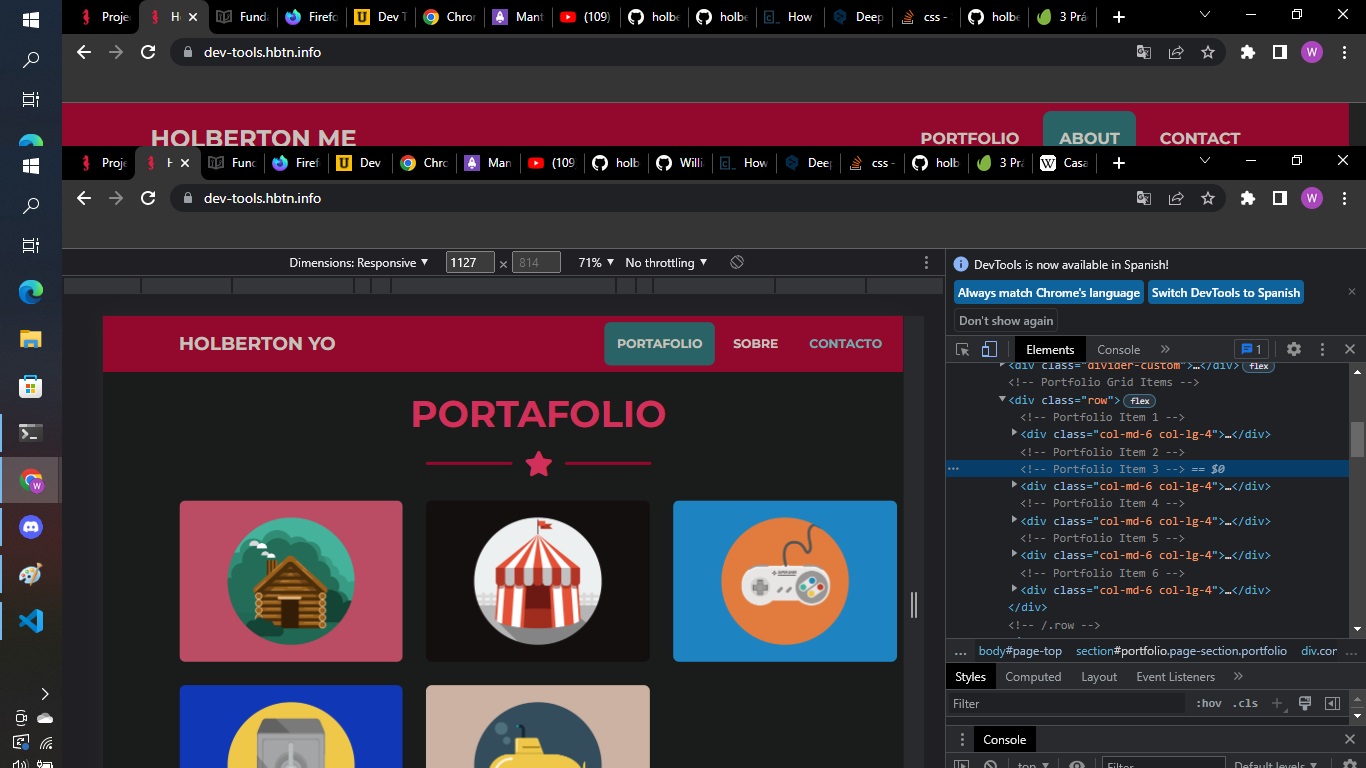 Proje
H
Fund
Firefo
Dev T
Chro
Mant
(109)
holbe
holbe
How
Deep
css -
holbe
3 Prá
dev-tools.hbtn.info
W
HOLBERTON ME
PORTFOLIO
ABOUT
CONTACT
Proje
H
Func
Firef
Dev
Chro
Man
(109
holb
Willi
How
Deep
css -
holb
3 Prá
Casa
dev-tools.hbtn.info
W
Dimensions: Responsive
1127
×
814
71%
No throttling
DevTools is now available in Spanish!
Always match Chrome's language
Switch DevTools to Spanish
Don't show again
Elements
Console
»
1
HOLBERTON YO
PORTAFOLIO
SOBRE
CONTACTO
PORTAFOLIO
<div class="divider-custom">…</div> flex
<!-- Portfolio Grid Items -->
<div class="row"> flex
<!-- Portfolio Item 1 -->
<div class="col-md-6 col-lg-4">…</div>
<!-- Portfolio Item 2 -->
<!-- Portfolio Item 3 --> == $0
<div class="col-md-6 col-lg-4">…</div>
<!-- Portfolio Item 4 -->
<div class="col-md-6 col-lg-4">…</div>
<!-- Portfolio Item 5 -->
<div class="col-md-6 col-lg-4">…</div>
<!-- Portfolio Item 6 -->
<div class="col-md-6 col-lg-4">…</div>
</div>
<!-- /.row -->
... body#page-top section#portfolio.page-section.portfolio div.con ...
Styles
Computed
Layout
Event Listeners
»
Filter
:hov
.cls
Console
top
Filter
Default levels